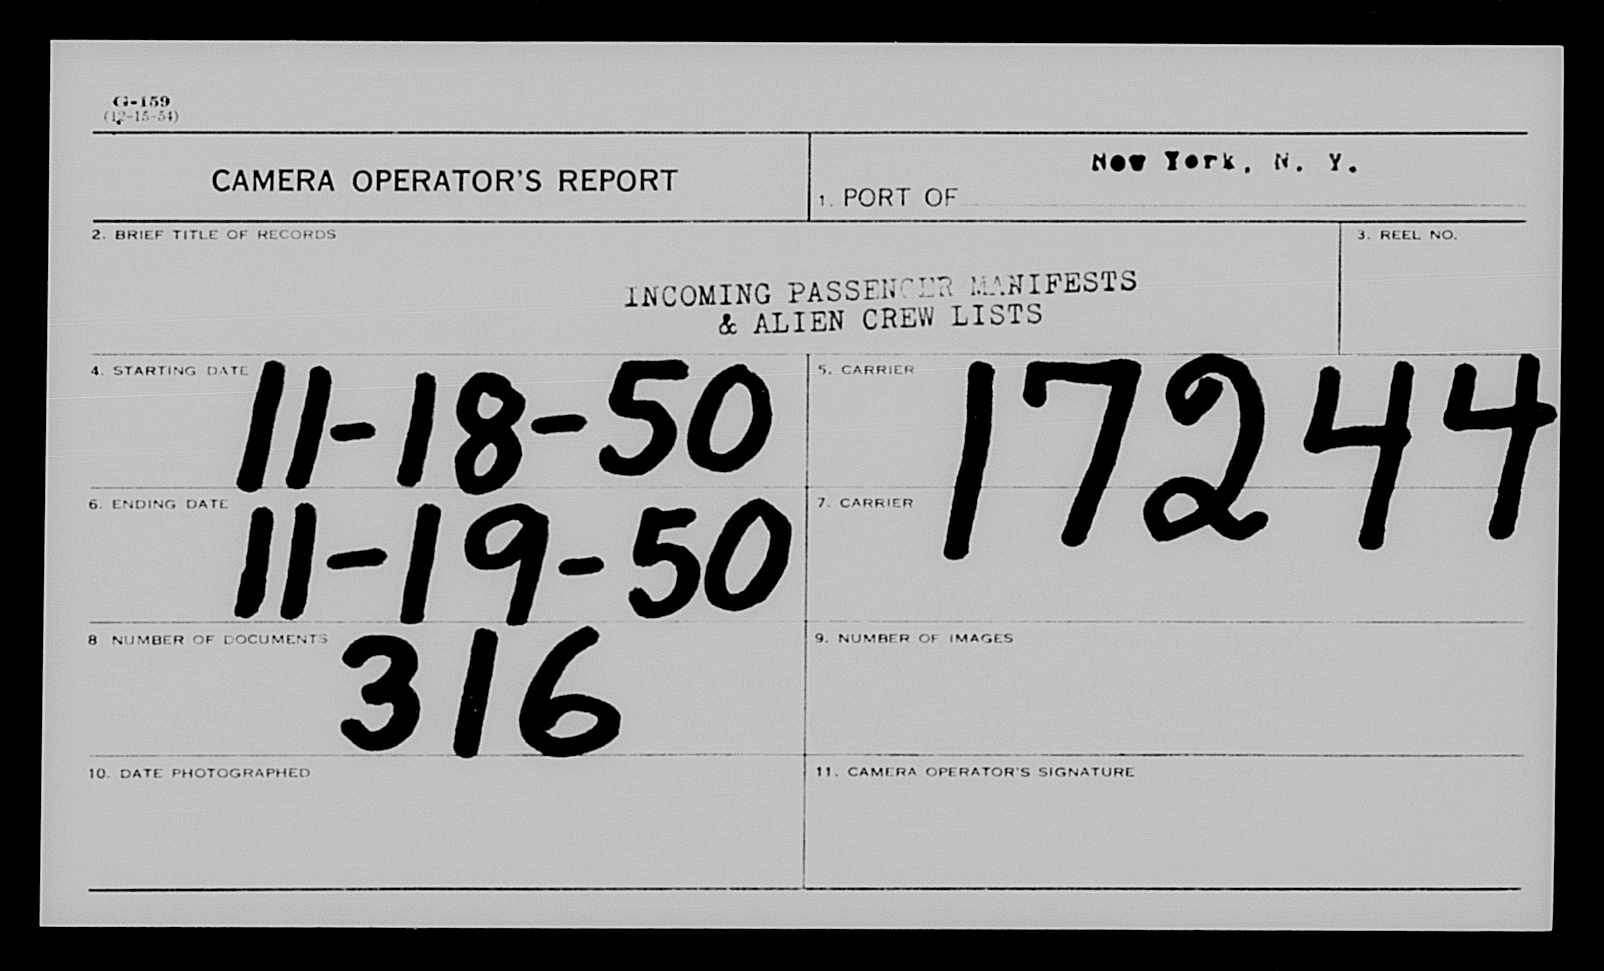 G-159
(12-15-54)
CAMERA OPERATOR'S REPORT
New York, N. Y.
1. PORT OF
2. BRIEF TITLE OF RECORDS
3. REEL NO.
INCOMING PASSENGER MANIFESTS
& ALIEN CREW LISTS
4. STARTING DATE 11-18-50
5. CARRIER 17244
6. ENDING DATE 11-19-50
7. CARRIER
8 NUMBER OF DOCUMENTS 316
9. NUMBER OF IMAGES
10. DATE PHOTOGRAPHED
11. CAMERA OPERATOR'S SIGNATURE